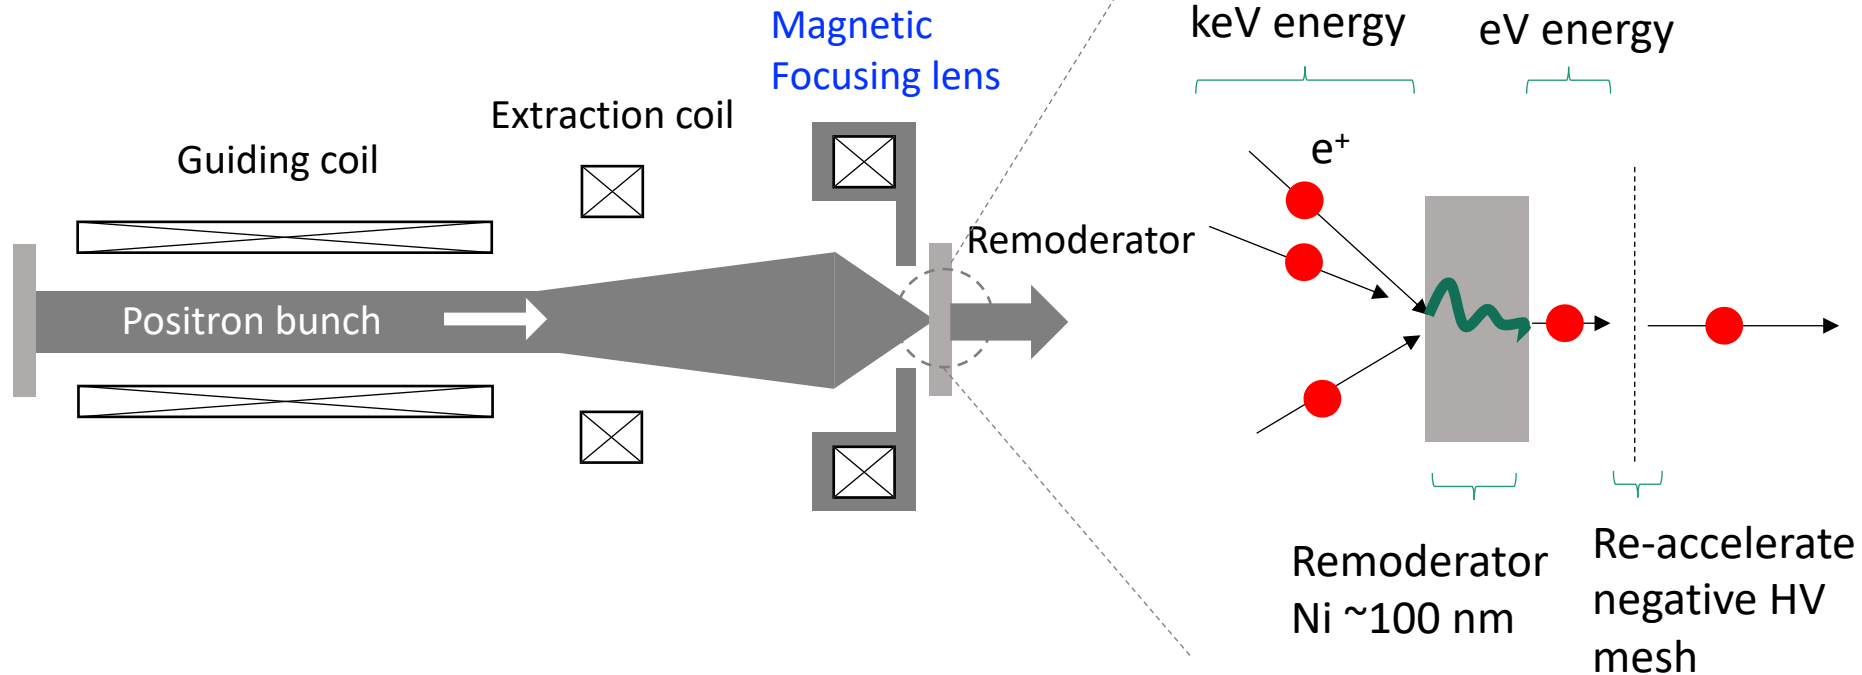 Magnetic
Focusing lens
keV energy
eV energy
Extraction coil
Guiding coil
e⁺
Remoderator
Positron bunch
Remoderator
Ni ~100 nm
Re-accelerate
negative HV
mesh